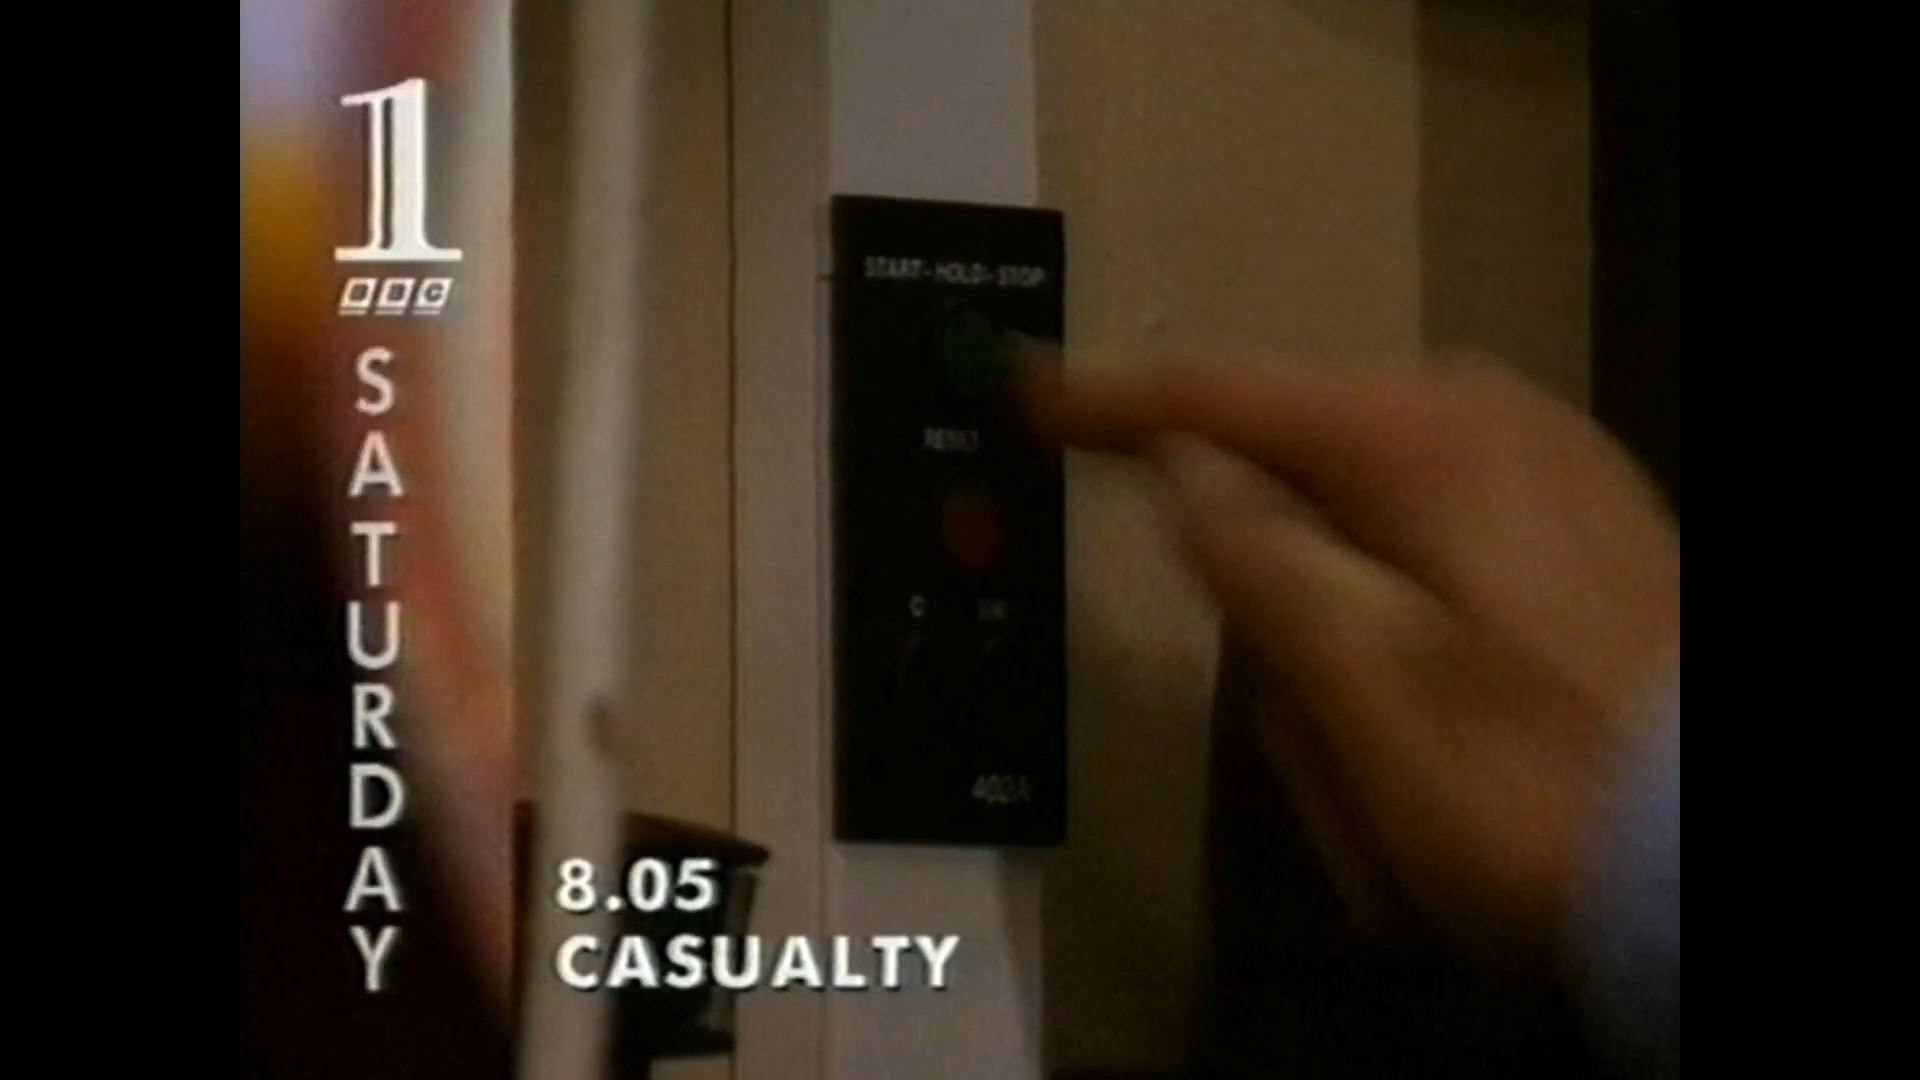 1
BBC
SATURDAY
START-HOLD-STOP
RESET
C
402A
8.05
CASUALTY